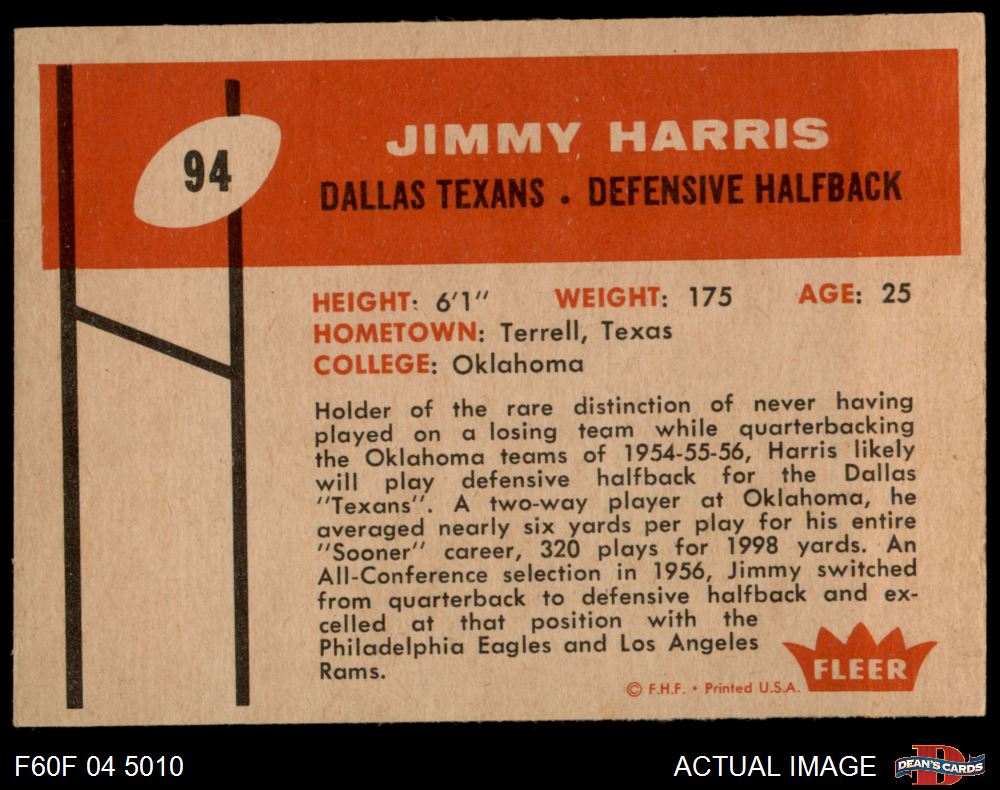 94
JIMMY HARRIS
DALLAS TEXANS . DEFENSIVE HALFBACK
HEIGHT: 6'1" WEIGHT: 175 AGE: 25
HOMETOWN: Terrell, Texas
COLLEGE: Oklahoma
Holder of the rare distinction of never having
played on a losing team while quarterbacking
the Oklahoma teams of 1954-55-56, Harris likely
will play defensive halfback for the Dallas
"Texans". A two-way player at Oklahoma, he
averaged nearly six yards per play for his entire
"Sooner" career, 320 plays for 1998 yards. An
All-Conference selection in 1956, Jimmy switched
from quarterback to defensive halfback and ex-
celled at that position with the
Philadelphia Eagles and Los Angeles
Rams.
FLEER
© F.H.F. • Printed U.S.A.
F60F 04 5010
ACTUAL IMAGE
DEAN'S CARDS